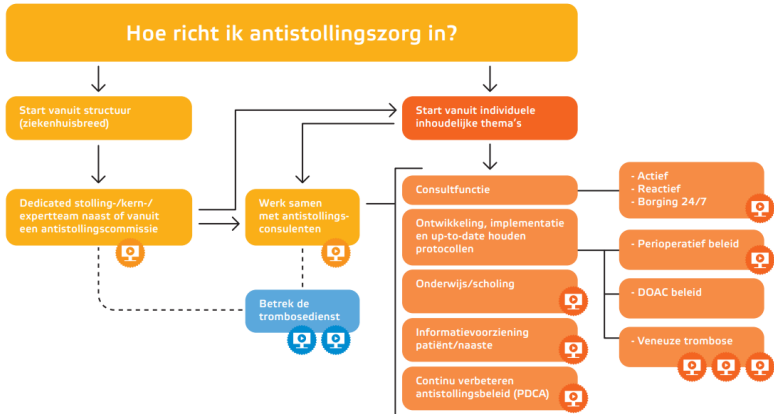 Hoe richt ik antistollingszorg in?
Start vanuit structuur
(ziekenhuisbreed)
Start vanuit individuele
inhoudelijke thema's
Dedicated stolling-/kern-/
expertteam naast of vanuit
een antistollingscommissie
Werk samen
met antistollings-
consulenten
Betrek de
trombosedienst
Consultfunctie
Ontwikkeling, implementatie
en up-to-date houden
protocollen
Onderwijs/scholing
Informatievoorziening
patiënt/naaste
Continu verbeteren
antistollingsbeleid (PDCA)
- Actief
- Reactief
- Borging 24/7
- Perioperatief beleid
- DOAC beleid
- Veneuze trombose